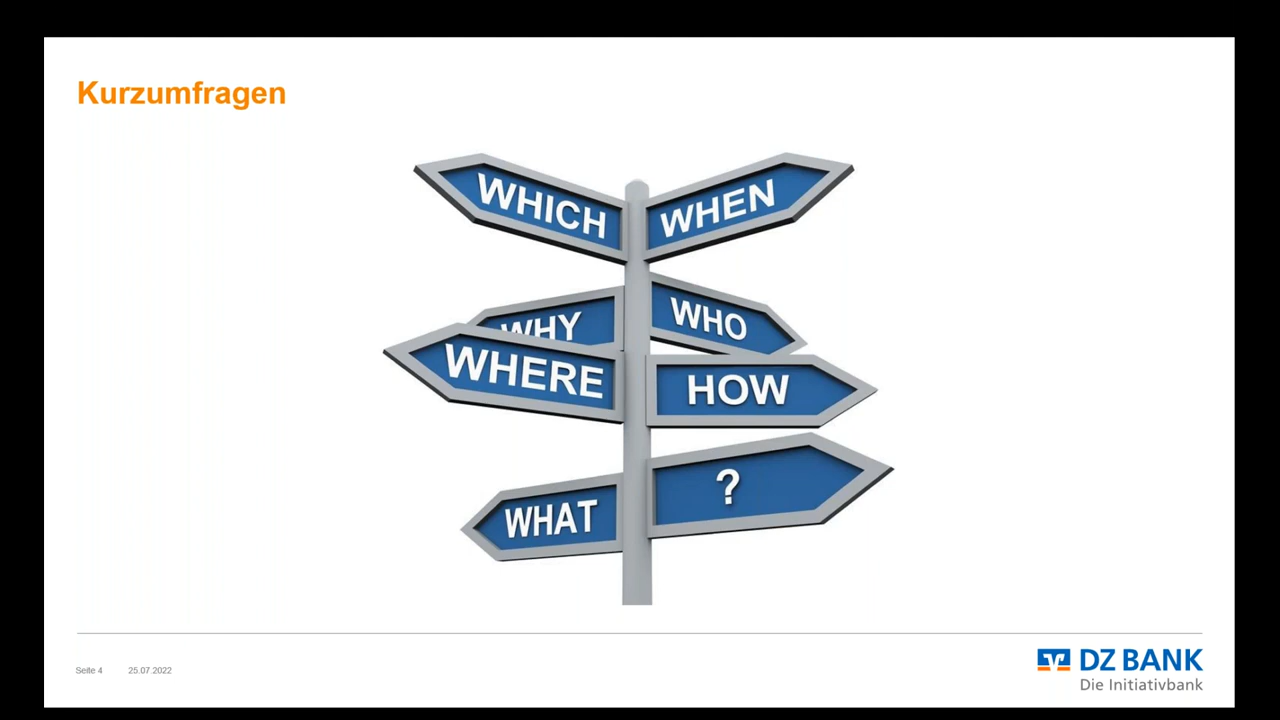 Kurzumfragen
WHICH
WHEN
WHY
WHO
WHERE
HOW
WHAT
?
Seite 4 25.07.2022
DZ BANK
Die Initiativbank